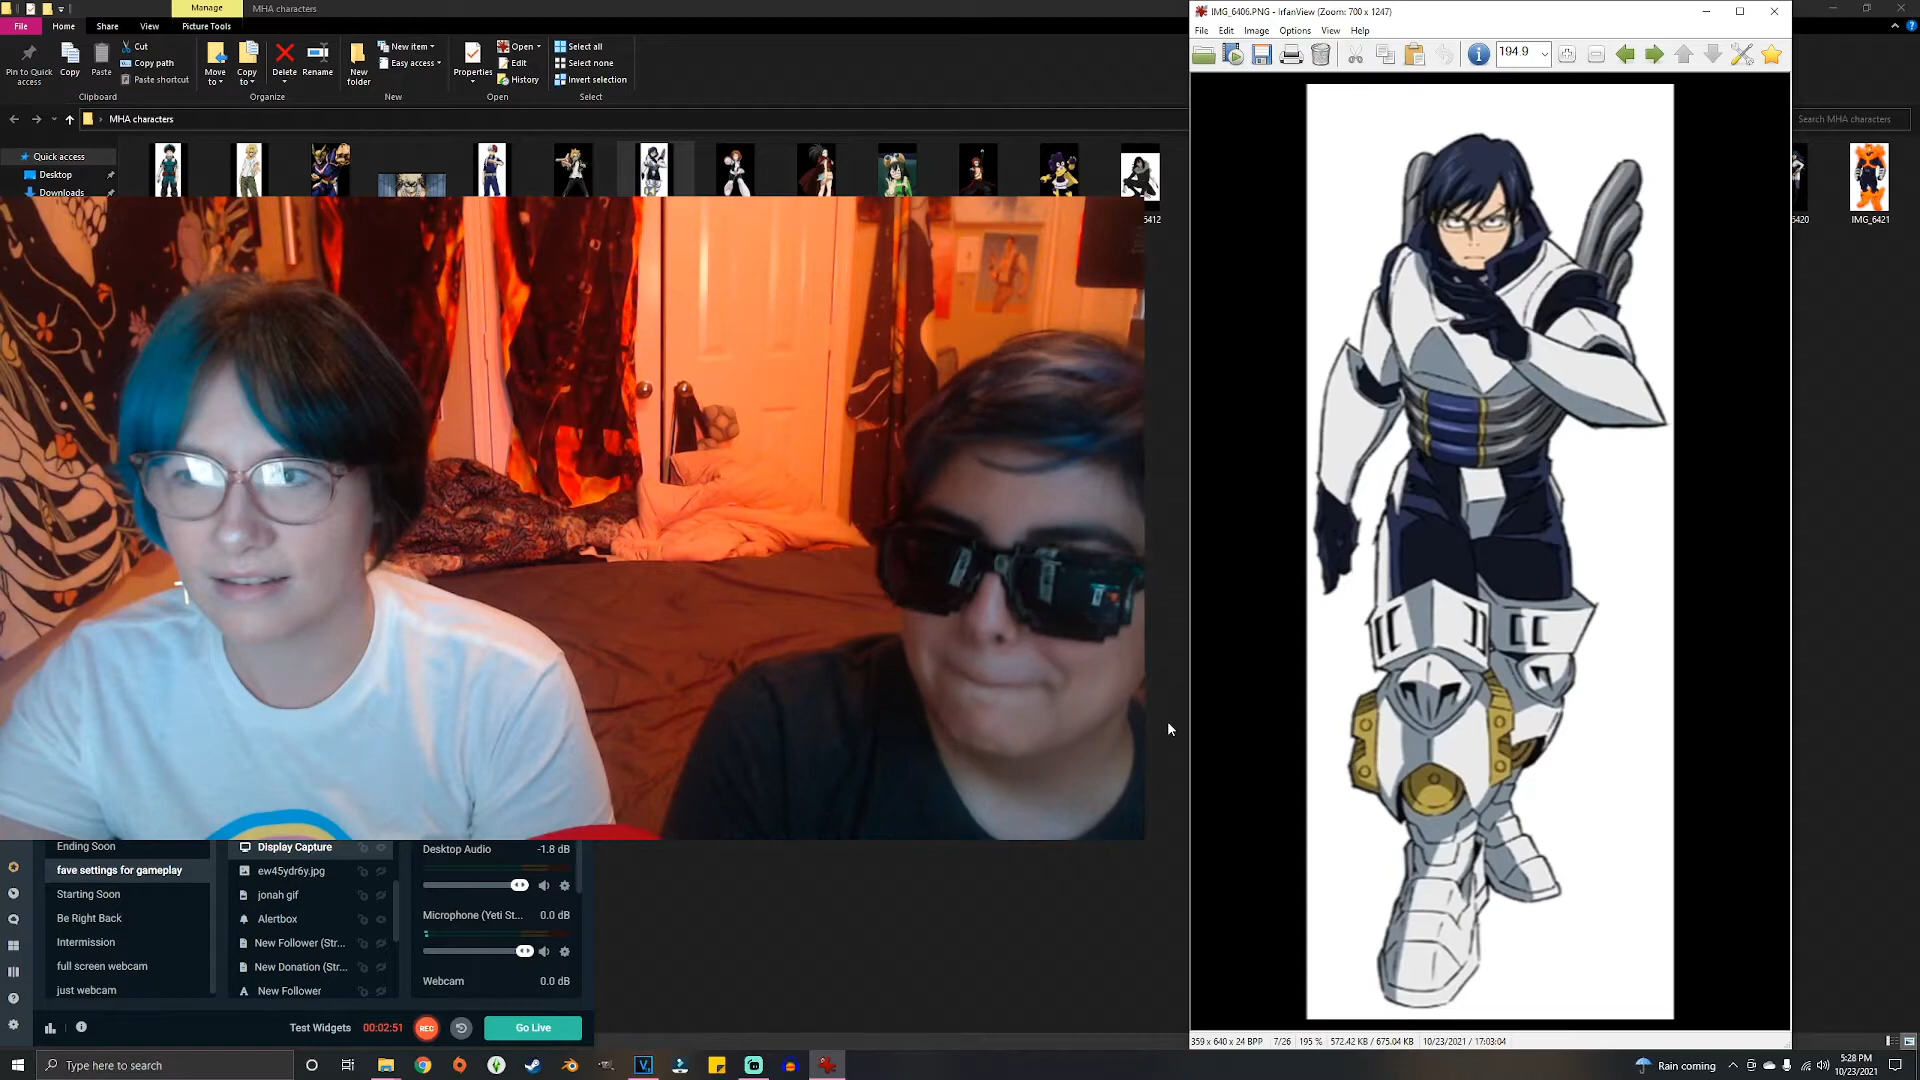 Manage
MHA characters
File
Home
Share
View
Picture Tools
Pin to Quick access
Copy
Paste
Cut
Copy path
Paste shortcut
Clipboard
Move to
Copy to
Delete
Rename
Organize
New folder
New item
Easy access
New
Properties
Open
Edit
History
Open
Select all
Select none
Invert selection
Select
MHA characters
Search MHA characters
Quick access
Desktop
Downloads
5412
6420
IMG_6421
IMG_6406.PNG - IrfanView (Zoom: 700 x 1247)
File Edit Image Options View Help
194.9
359 x 640 x 24 BPP
7/26
195 %
572.42 KB / 675.04 KB
10/23/2021 / 17:03:04
Ending Soon
fave settings for gameplay
Starting Soon
Be Right Back
Intermission
full screen webcam
just webcam
Display Capture
ew45ydr6y.jpg
jonah gif
Alertbox
New Follower (Str...
New Donation (Str...
New Follower
Desktop Audio
-1.8 dB
Microphone (Yeti St...
0.0 dB
Webcam
0.0 dB
Test Widgets
00:02:51
REC
Go Live
Type here to search
Rain coming
5:28 PM
10/23/2021